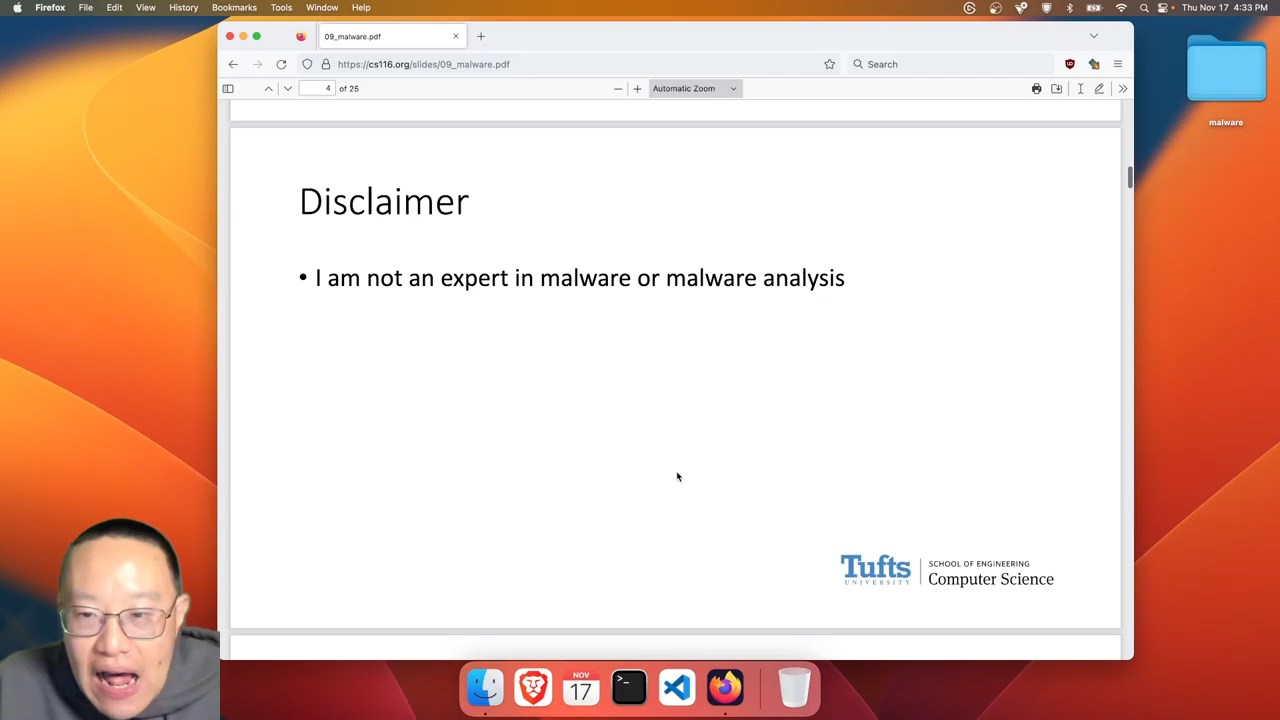 Firefox File Edit View History Bookmarks Tools Window Help Thu Nov 17 4:33 PM
09_malware.pdf
https://cs116.org/slides/09_malware.pdf Search
4 of 25 Automatic Zoom
malware
Disclaimer
• I am not an expert in malware or malware analysis
Tufts UNIVERSITY
SCHOOL OF ENGINEERING
Computer Science
NOV
17